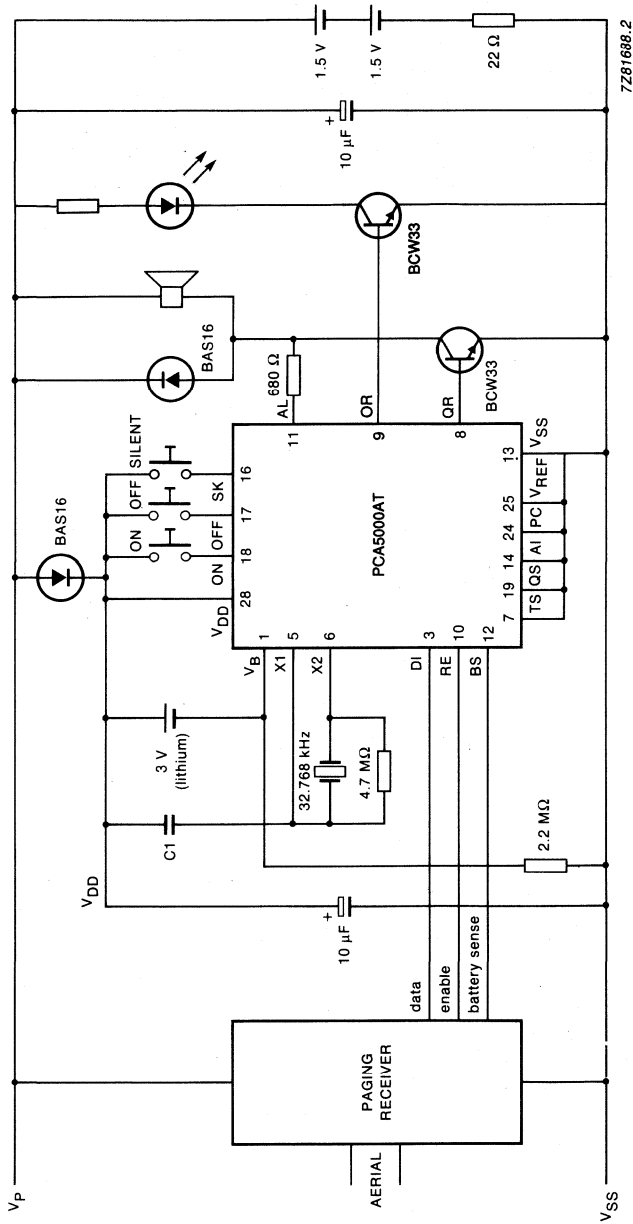 7Z81688.2
1.5 V
1.5 V
22 Ω
+
10 μF
BCW33
BAS16
680 Ω
BCW33
AL
OR
QR
11
9
8
BAS16
ON
OFF
SILENT
ON
OFF
SK
VDD
28
18
17
16
PCA5000AT
13
VSS
25
VREF
24
PC
14
AI
19
QS
7
TS
VB
1
X1
5
X2
6
DI
3
RE
10
BS
12
3 V
(lithium)
32.768 kHz
4.7 MΩ
C1
2.2 MΩ
VDD
+
10 μF
data
enable
battery sense
PAGING
RECEIVER
AERIAL
VP
VSS